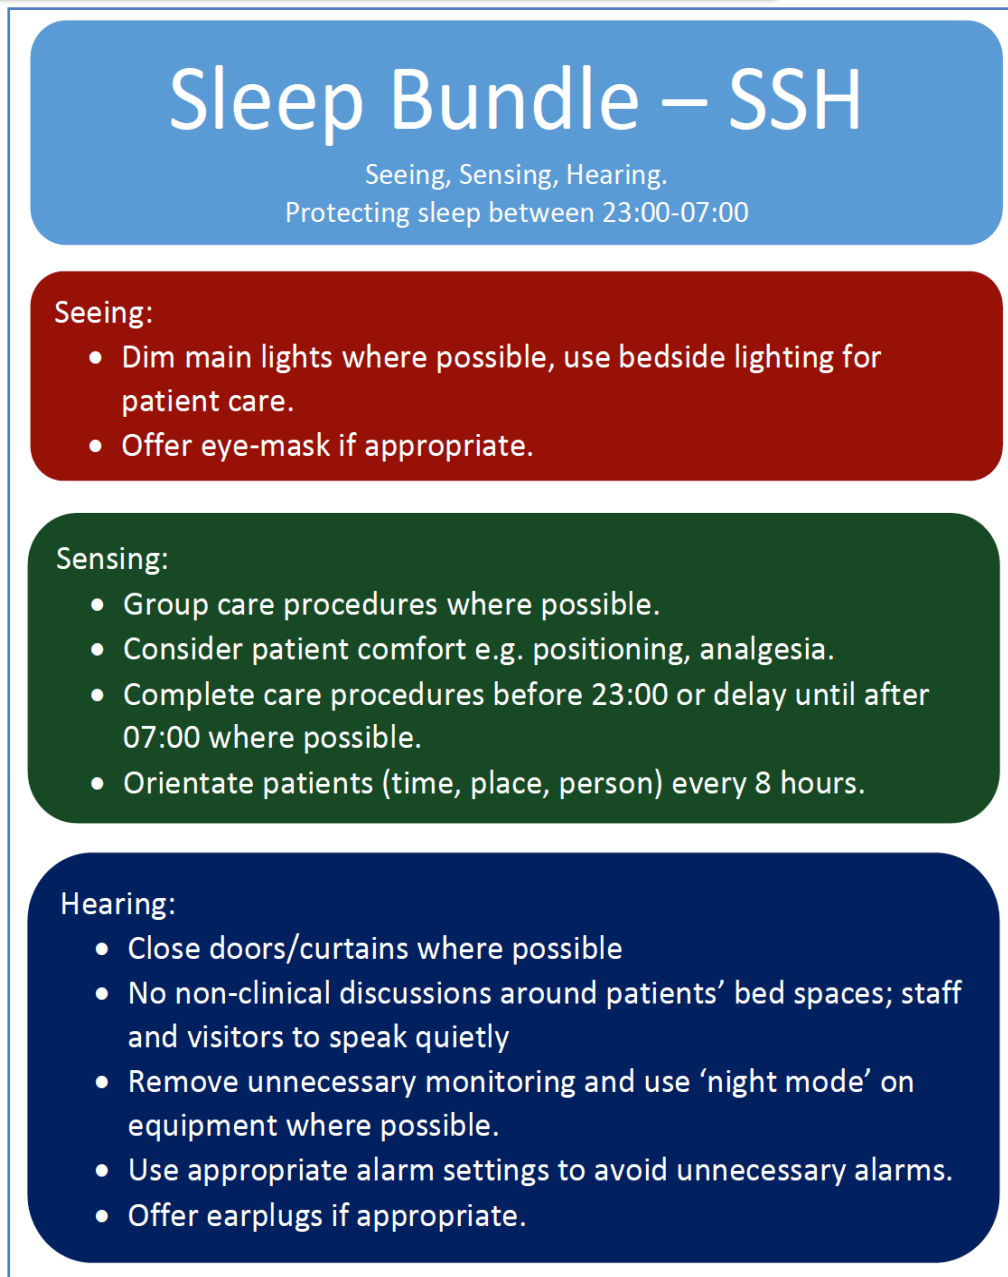 Sleep Bundle – SSH
Seeing, Sensing, Hearing.
Protecting sleep between 23:00-07:00
Seeing:
• Dim main lights where possible, use bedside lighting for
patient care.
• Offer eye-mask if appropriate.
Sensing:
• Group care procedures where possible.
• Consider patient comfort e.g. positioning, analgesia.
• Complete care procedures before 23:00 or delay until after
07:00 where possible.
• Orientate patients (time, place, person) every 8 hours.
Hearing:
• Close doors/curtains where possible
• No non-clinical discussions around patients’ bed spaces; staff
and visitors to speak quietly
• Remove unnecessary monitoring and use ‘night mode’ on
equipment where possible.
• Use appropriate alarm settings to avoid unnecessary alarms.
• Offer earplugs if appropriate.